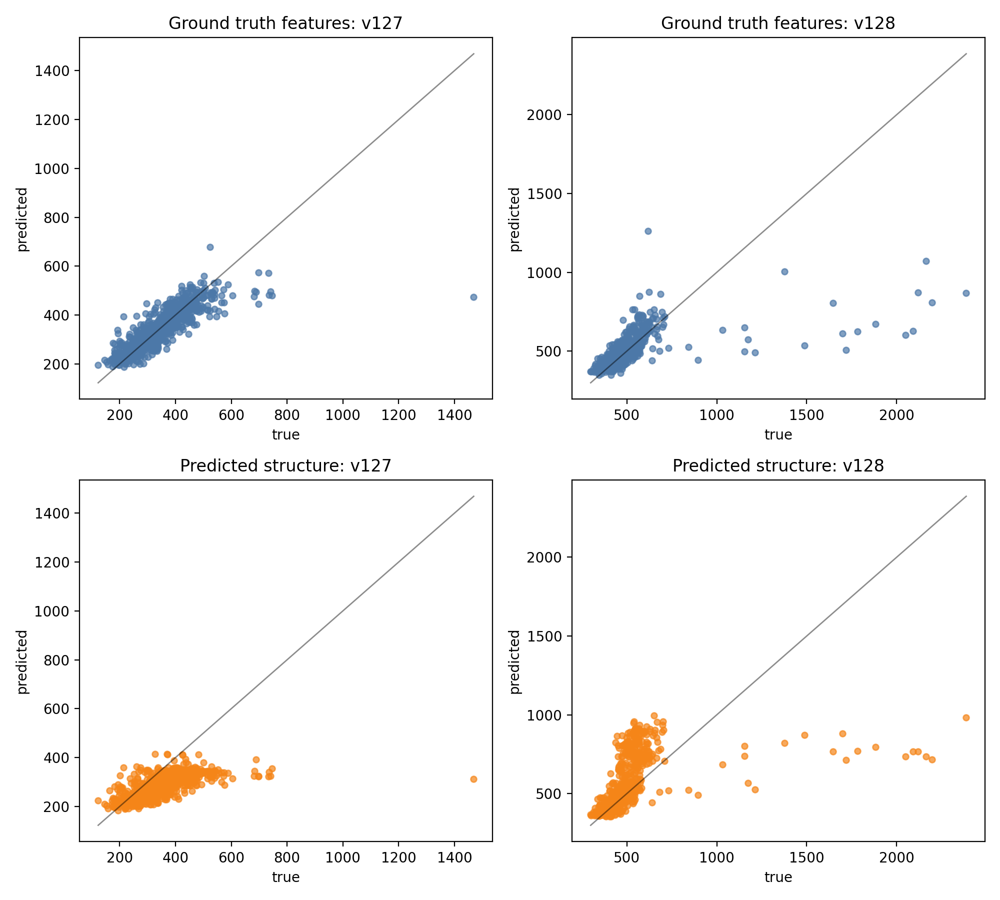 Ground truth features: v127
1400
1200
1000
800
600
400
200
predicted
200 400 600 800 1000 1200 1400
true
Ground truth features: v128
2000
1500
1000
500
predicted
500 1000 1500 2000
true
Predicted structure: v127
1400
1200
1000
800
600
400
200
predicted
200 400 600 800 1000 1200 1400
true
Predicted structure: v128
2000
1500
1000
500
predicted
500 1000 1500 2000
true